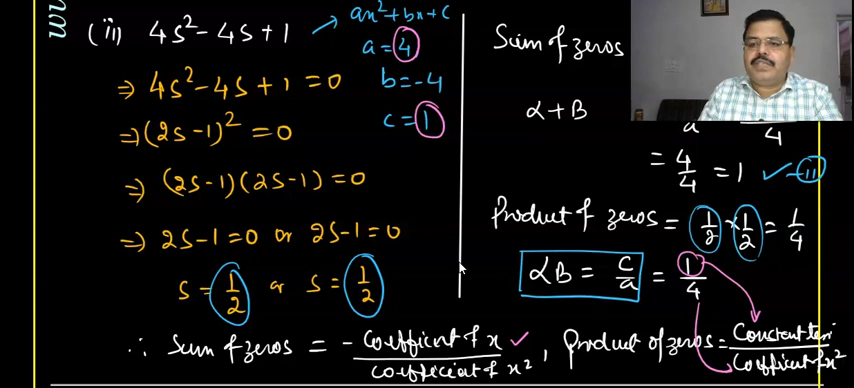 (ii) 4s² - 4s + 1 → ax² + bx + c
a = 4
⇒ 4s² - 4s + 1 = 0
b = -4
c = 1
⇒ (2s - 1)² = 0
⇒ (2s - 1)(2s - 1) = 0
⇒ 2s - 1 = 0 or 2s - 1 = 0
s = 1/2 or s = 1/2
Sum of zeros
α + B
a
4
= 4/4 = 1 ✓ - (ii)
Product of zeros = 1/2 × 1/2 = 1/4
αB = c/a = 1/4
∴ Sum of zeros = - coefficient of x / coefficient of x² ✓, Product of zeros = Constant term / coefficient of x²